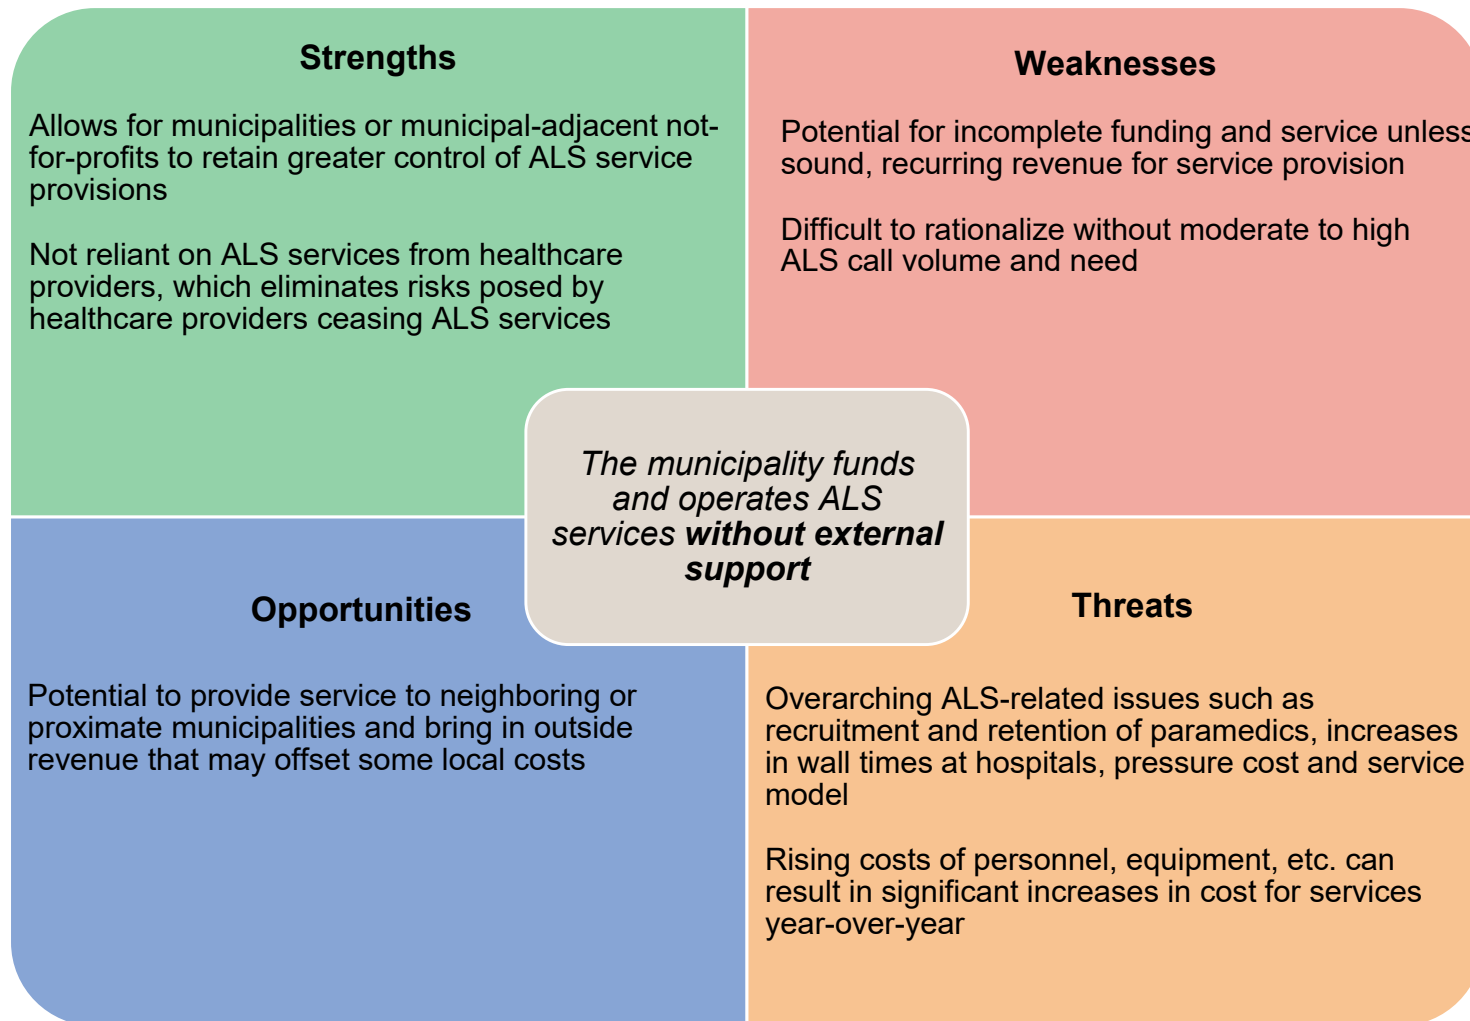 Strengths
Allows for municipalities or municipal-adjacent not-
for-profits to retain greater control of ALS service
provisions
Not reliant on ALS services from healthcare
providers, which eliminates risks posed by
healthcare providers ceasing ALS services
Weaknesses
Potential for incomplete funding and service unless
sound, recurring revenue for service provision
Difficult to rationalize without moderate to high
ALS call volume and need
The municipality funds
and operates ALS
services without external
support
Opportunities
Potential to provide service to neighboring or
proximate municipalities and bring in outside
revenue that may offset some local costs
Threats
Overarching ALS-related issues such as
recruitment and retention of paramedics, increases
in wall times at hospitals, pressure cost and service
model
Rising costs of personnel, equipment, etc. can
result in significant increases in cost for services
year-over-year